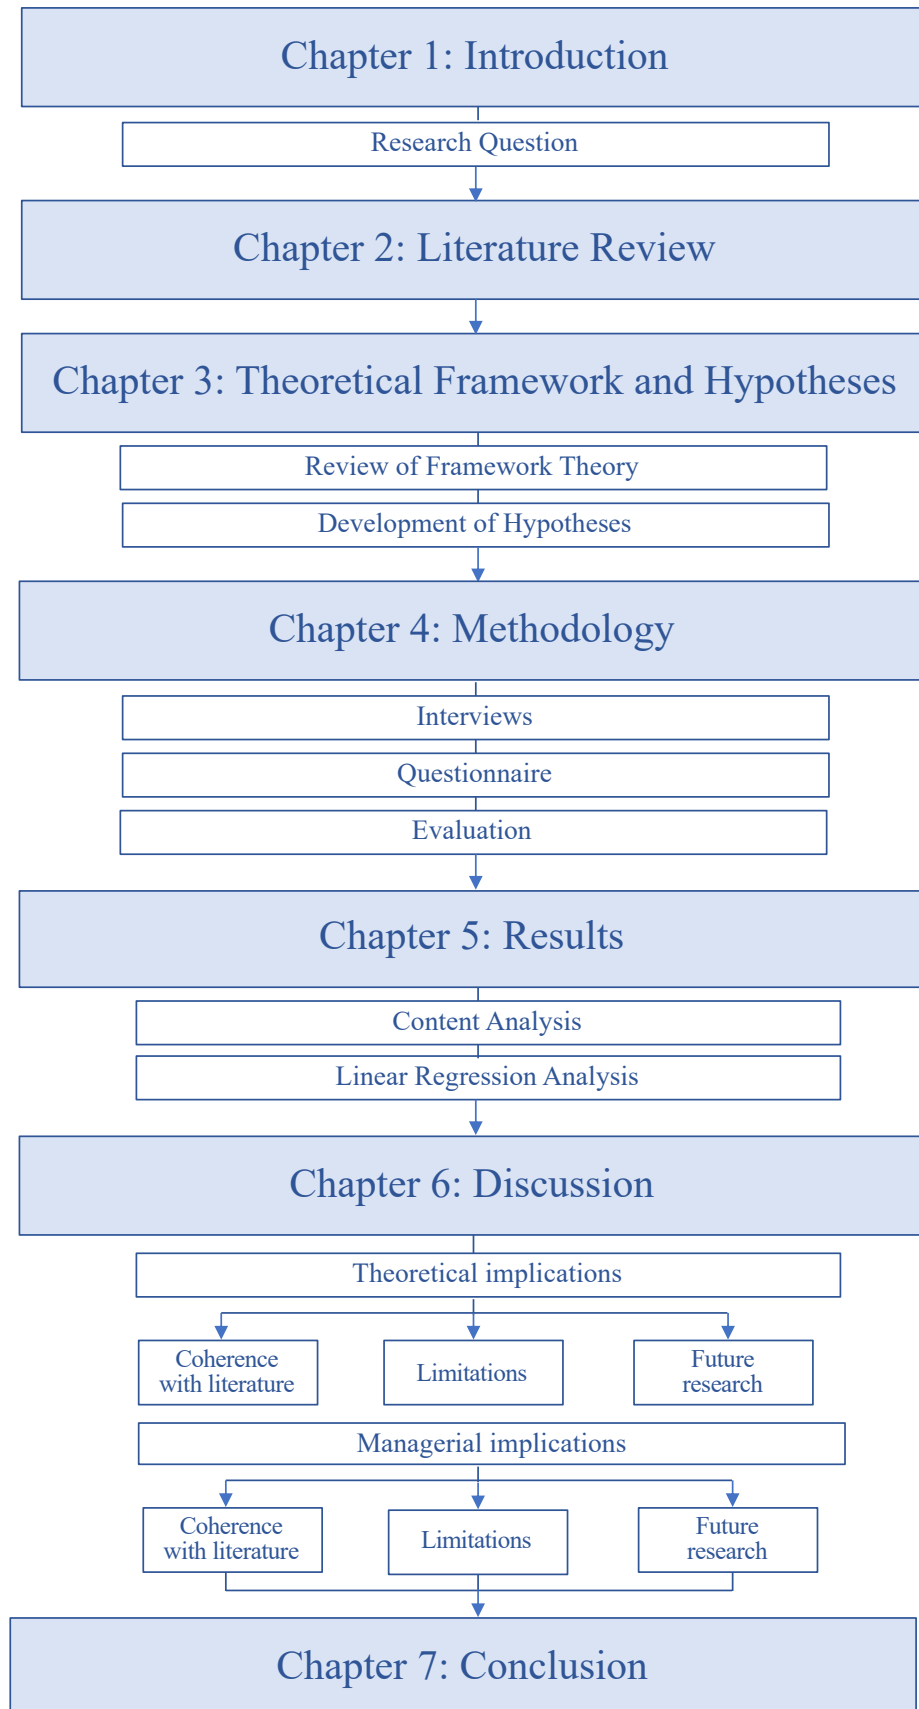 Chapter 1: Introduction
Research Question
Chapter 2: Literature Review
Chapter 3: Theoretical Framework and Hypotheses
Review of Framework Theory
Development of Hypotheses
Chapter 4: Methodology
Interviews
Questionnaire
Evaluation
Chapter 5: Results
Content Analysis
Linear Regression Analysis
Chapter 6: Discussion
Theoretical implications
Coherence
with literature
Limitations
Future
research
Managerial implications
Coherence
with literature
Limitations
Future
research
Chapter 7: Conclusion